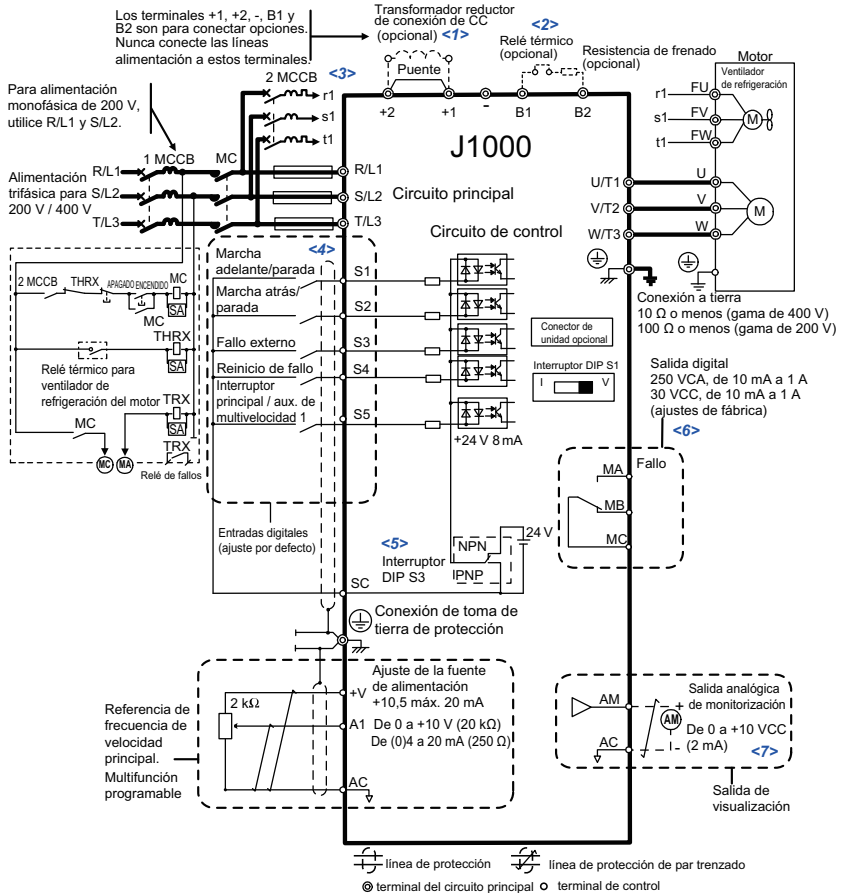 Los terminales +1, +2, -, B1 y
B2 son para conectar opciones.
Nunca conecte las líneas
alimentación a estos terminales.
Transformador reductor
de conexión de CC
(opcional) <1>
<2>
Relé térmico
(opcional)
Resistencia de frenado
(opcional)
Motor
Ventilador
de refrigeración
Puente
+2
+1
-
B1
B2
2 MCCB
<3>
r1
s1
t1
r1
s1
t1
FU
FV
FW
M
Para alimentación
monofásica de 200 V,
utilice R/L1 y S/L2.
J1000
1 MCCB
MC
R/L1
S/L2
T/L3
Alimentación
trifásica para
200 V / 400 V
R/L1
S/L2
T/L3
Circuito principal
Circuito de control
U/T1
V/T2
W/T3
U
V
W
M
Conexión a tierra
10 Ω o menos (gama de 400 V)
100 Ω o menos (gama de 200 V)
2 MCCB
THRX
APAGADO
ENCENDIDO
MC
SA
MC
THRX
SA
Relé térmico para
ventilador de
refrigeración del motor
TRX
SA
MC
TRX
MC
MA
Relé de fallos
<4>
Marcha
adelante/parada
S1
Marcha atrás/
parada
S2
Fallo externo
S3
Reinicio de fallo
S4
Interruptor
principal / aux. de
multivelocidad 1
S5
Entradas digitales
(ajuste por defecto)
Conector de
unidad opcional
Interruptor DIP S1
I
V
+24 V 8 mA
Salida digital
250 VCA, de 10 mA a 1 A
30 VCC, de 10 mA a 1 A
(ajustes de fábrica)
<6>
MA
Fallo
MB
MC
<5>
Interruptor
DIP S3
NPN
PNP
24 V
SC
Conexión de toma de
tierra de protección
Referencia de
frecuencia de
velocidad
principal.
Multifunción
programable
2 kΩ
Ajuste de la fuente
de alimentación
+V
+10,5 máx. 20 mA
A1
De 0 a +10 V (20 kΩ)
De (0)4 a 20 mA (250 Ω)
AC
AM
Salida analógica
de monitorización
+
AM
De 0 a +10 VCC
(2 mA)
<7>
AC
-
Salida de
visualización
línea de protección
línea de protección de par trenzado
terminal del circuito principal
terminal de control